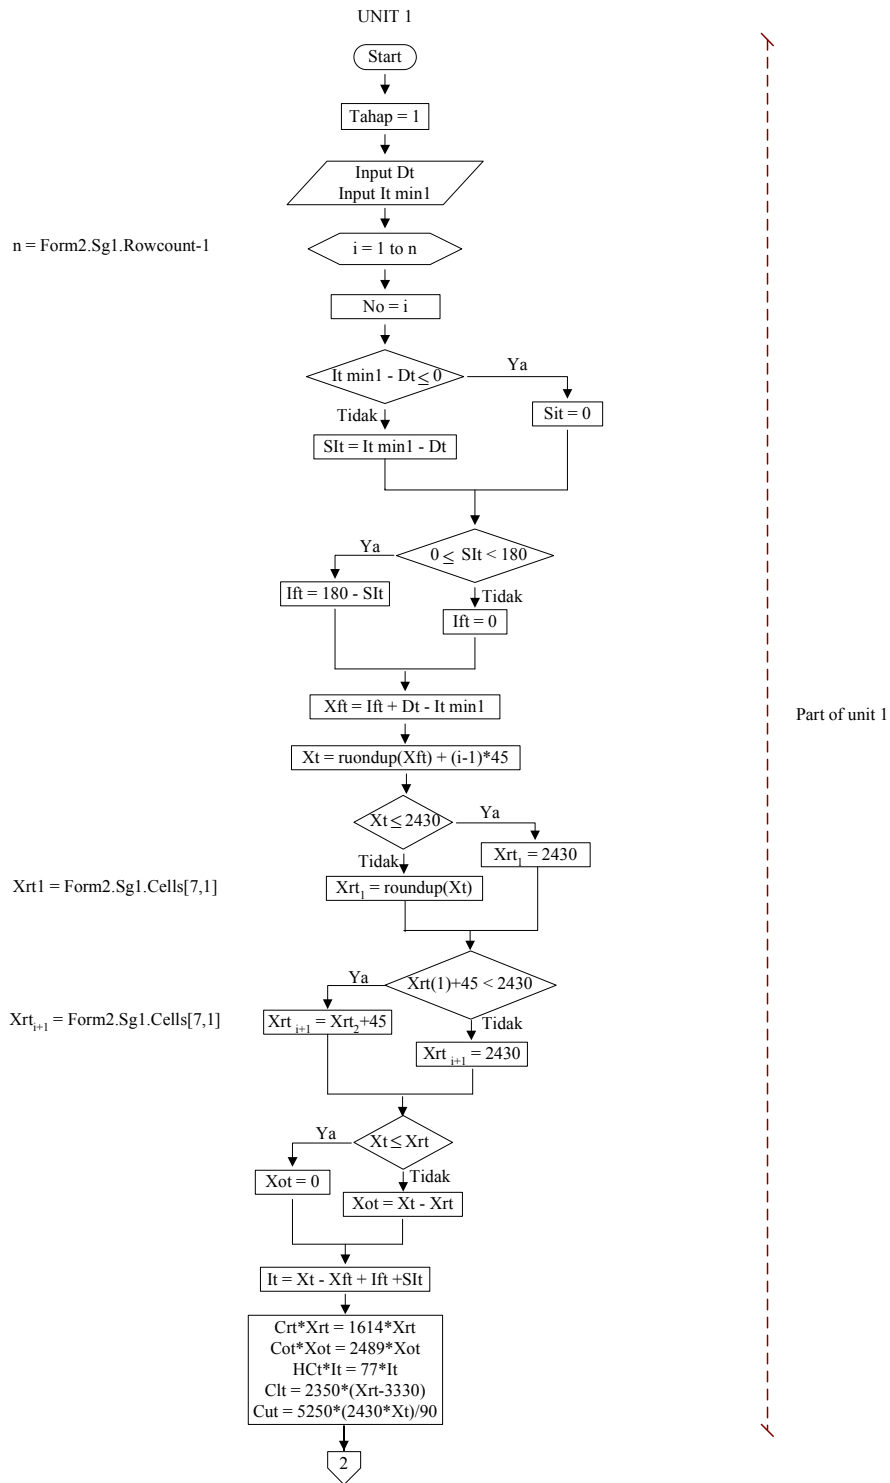 UNIT 1
Start
Tahap = 1
Input Dt
Input It min1
n = Form2.Sg1.Rowcount-1
i = 1 to n
No = i
It min1 - Dt ≤ 0
Ya
Tidak
Sit = 0
SIt = It min1 - Dt
Ya
0 ≤ SIt < 180
Ift = 180 - SIt
Tidak
Ift = 0
Xft = Ift + Dt - It min1
Part of unit 1
Xt = ruondup(Xft) + (i-1)*45
Xt ≤ 2430
Ya
Xrt₁ = 2430
Tidak
Xrt1 = Form2.Sg1.Cells[7,1]
Xrt₁ = roundup(Xt)
Ya
Xrt(1)+45 < 2430
Xrtᵢ₊₁ = Form2.Sg1.Cells[7,1]
Xrt ᵢ₊₁ = Xrt₂+45
Tidak
Xrt ᵢ₊₁ = 2430
Ya
Xt ≤ Xrt
Xot = 0
Tidak
Xot = Xt - Xrt
It = Xt - Xft + Ift +SIt
Crt*Xrt = 1614*Xrt
Cot*Xot = 2489*Xot
HCt*It = 77*It
Clt = 2350*(Xrt-3330)
Cut = 5250*(2430*Xt)/90
2